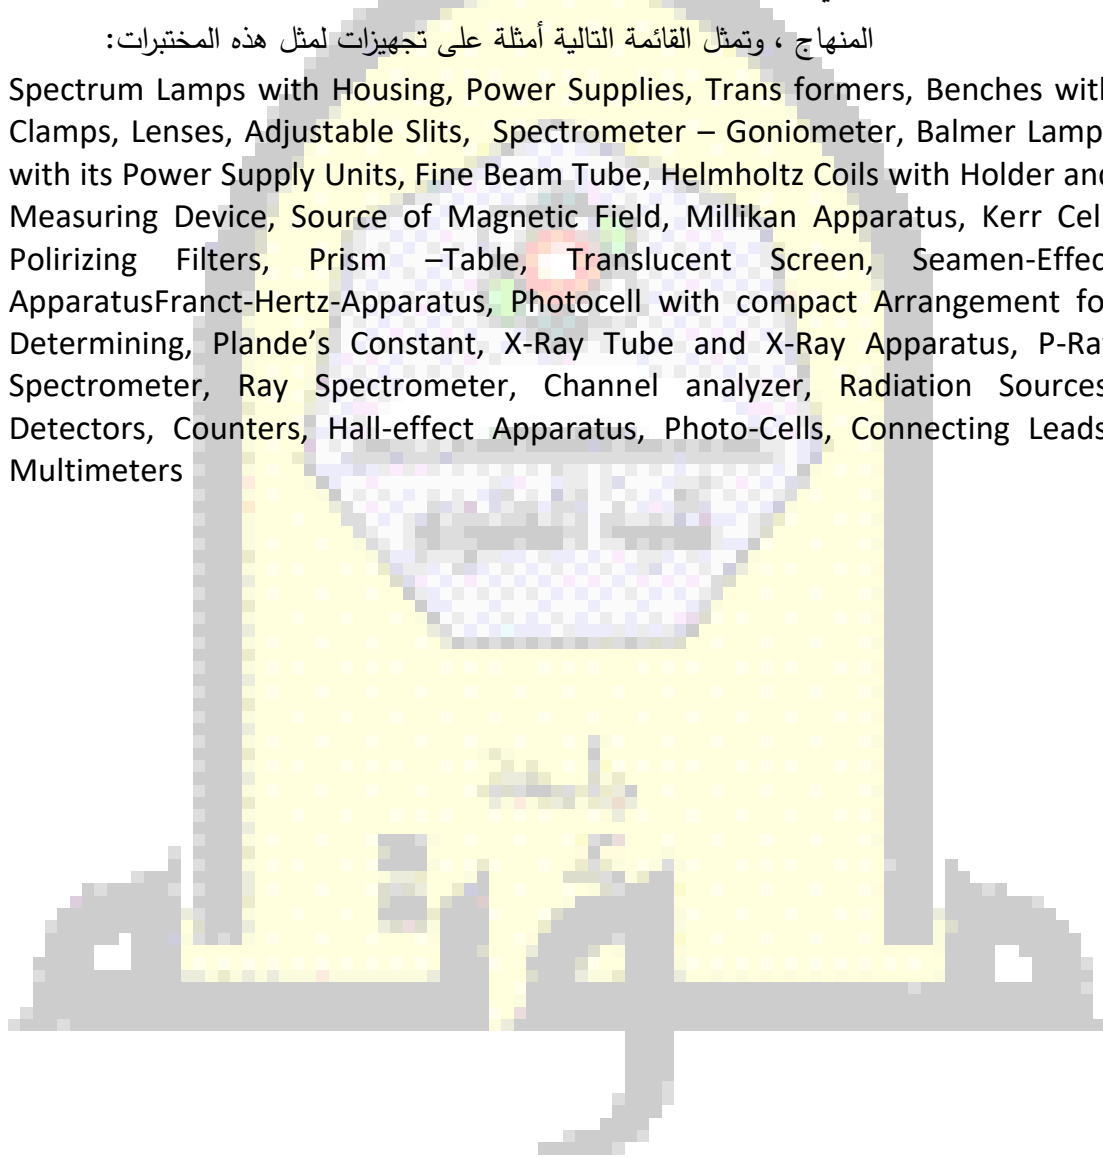 المنهاج ، وتمثل القائمة التالية أمثلة على تجهيزات لمثل هذه المختبرات:
Spectrum Lamps with Housing, Power Supplies, Trans formers, Benches with
Clamps, Lenses, Adjustable Slits, Spectrometer – Goniometer, Balmer Lamp
with its Power Supply Units, Fine Beam Tube, Helmholtz Coils with Holder and
Measuring Device, Source of Magnetic Field, Millikan Apparatus, Kerr Cel
Polirizing Filters, Prism –Table, Translucent Screen, Seamen-Effec
ApparatusFranct-Hertz-Apparatus, Photocell with compact Arrangement fo
Determining, Plande’s Constant, X-Ray Tube and X-Ray Apparatus, P-Ra
Spectrometer, Ray Spectrometer, Channel analyzer, Radiation Sources
Detectors, Counters, Hall-effect Apparatus, Photo-Cells, Connecting Leads
Multimeters